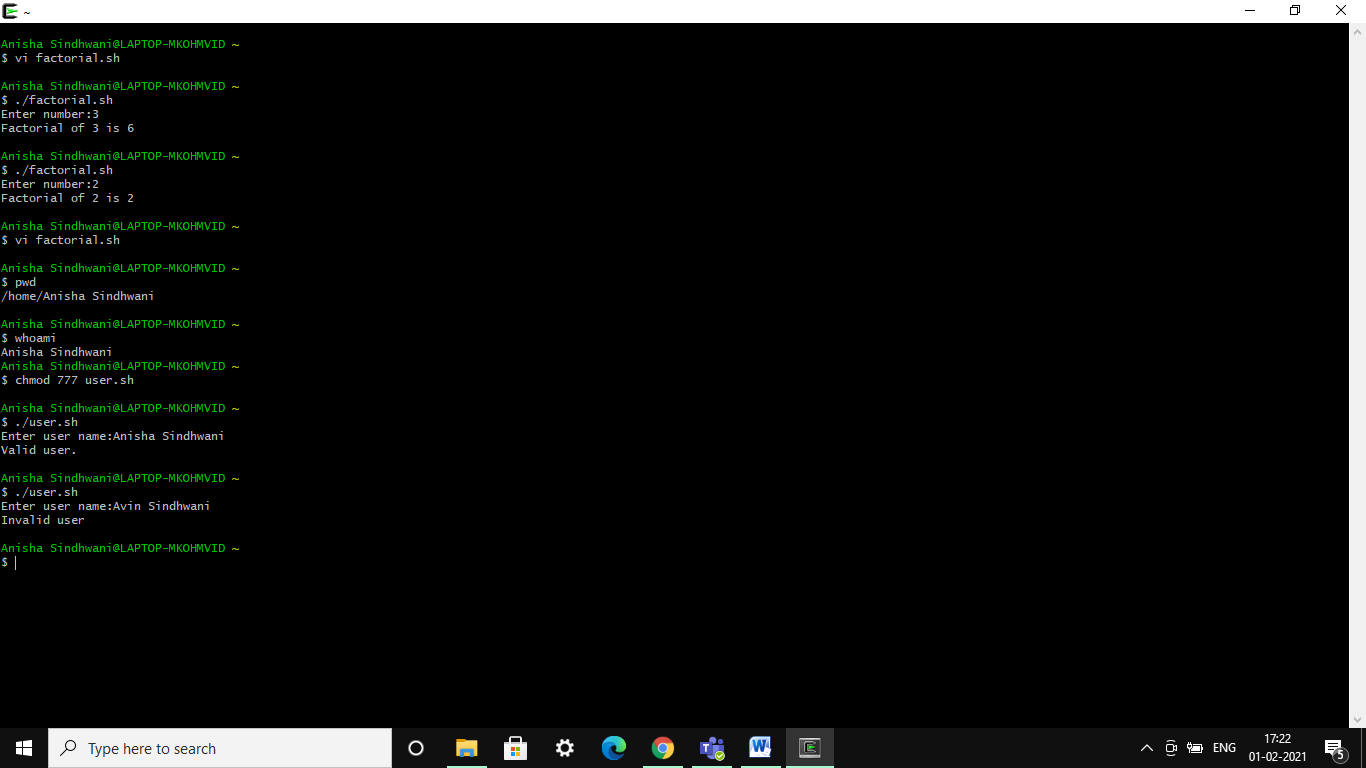 ~
Anisha Sindhwani@LAPTOP-MKOHMVID ~
$ vi factorial.sh
Anisha Sindhwani@LAPTOP-MKOHMVID ~
$ ./factorial.sh
Enter number:3
Factorial of 3 is 6
Anisha Sindhwani@LAPTOP-MKOHMVID ~
$ ./factorial.sh
Enter number:2
Factorial of 2 is 2
Anisha Sindhwani@LAPTOP-MKOHMVID ~
$ vi factorial.sh
Anisha Sindhwani@LAPTOP-MKOHMVID ~
$ pwd
/home/Anisha Sindhwani
Anisha Sindhwani@LAPTOP-MKOHMVID ~
$ whoami
Anisha Sindhwani
Anisha Sindhwani@LAPTOP-MKOHMVID ~
$ chmod 777 user.sh
Anisha Sindhwani@LAPTOP-MKOHMVID ~
$ ./user.sh
Enter user name:Anisha Sindhwani
Valid user.
Anisha Sindhwani@LAPTOP-MKOHMVID ~
$ ./user.sh
Enter user name:Avin Sindhwani
Invalid user
Anisha Sindhwani@LAPTOP-MKOHMVID ~
$
Type here to search
ENG
17:22
01-02-2021
5